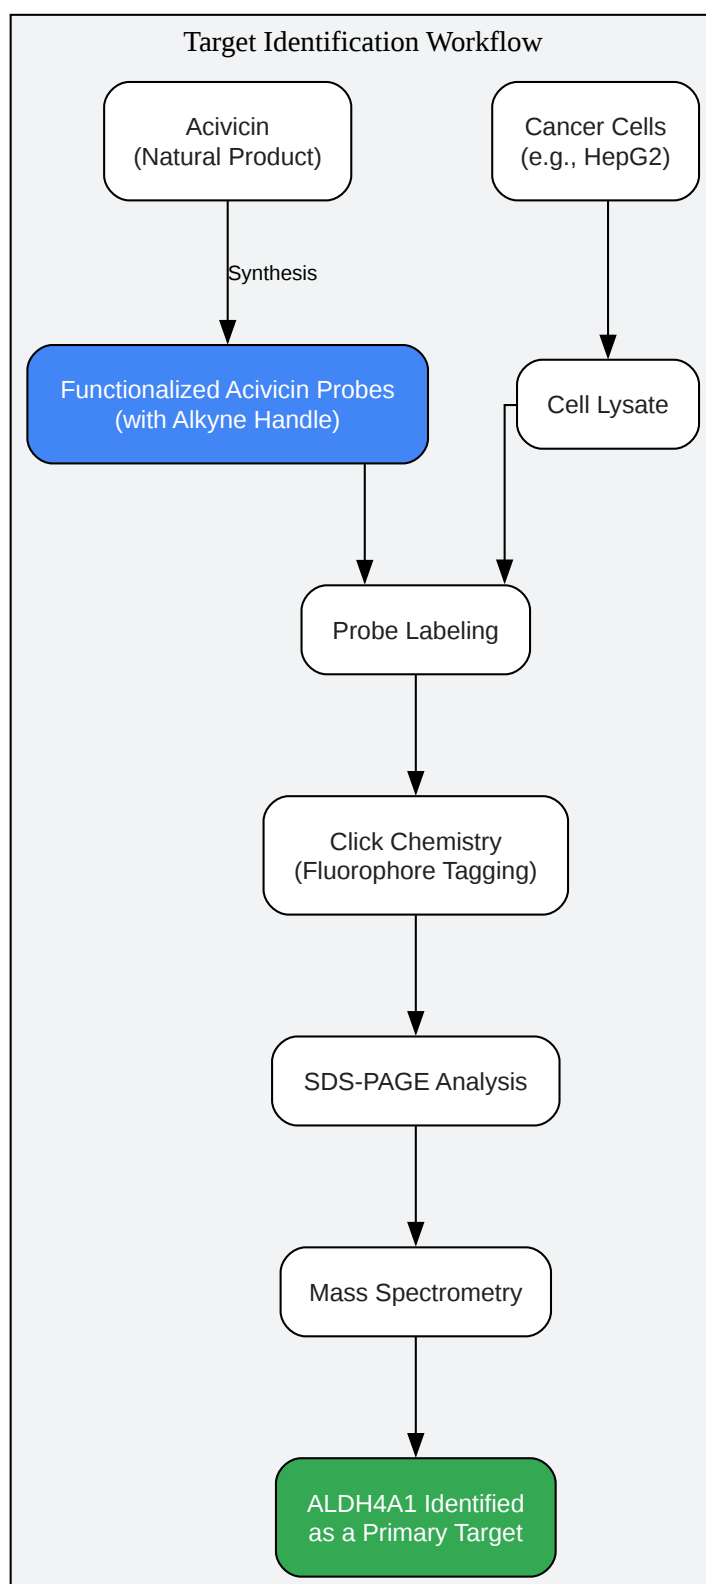 Target Identification Workflow
Acivicin
(Natural Product)
Cancer Cells
(e.g., HepG2)
Synthesis
Functionalized Acivicin Probes
(with Alkyne Handle)
Cell Lysate
Probe Labeling
Click Chemistry
(Fluorophore Tagging)
SDS-PAGE Analysis
Mass Spectrometry
ALDH4A1 Identified
as a Primary Target